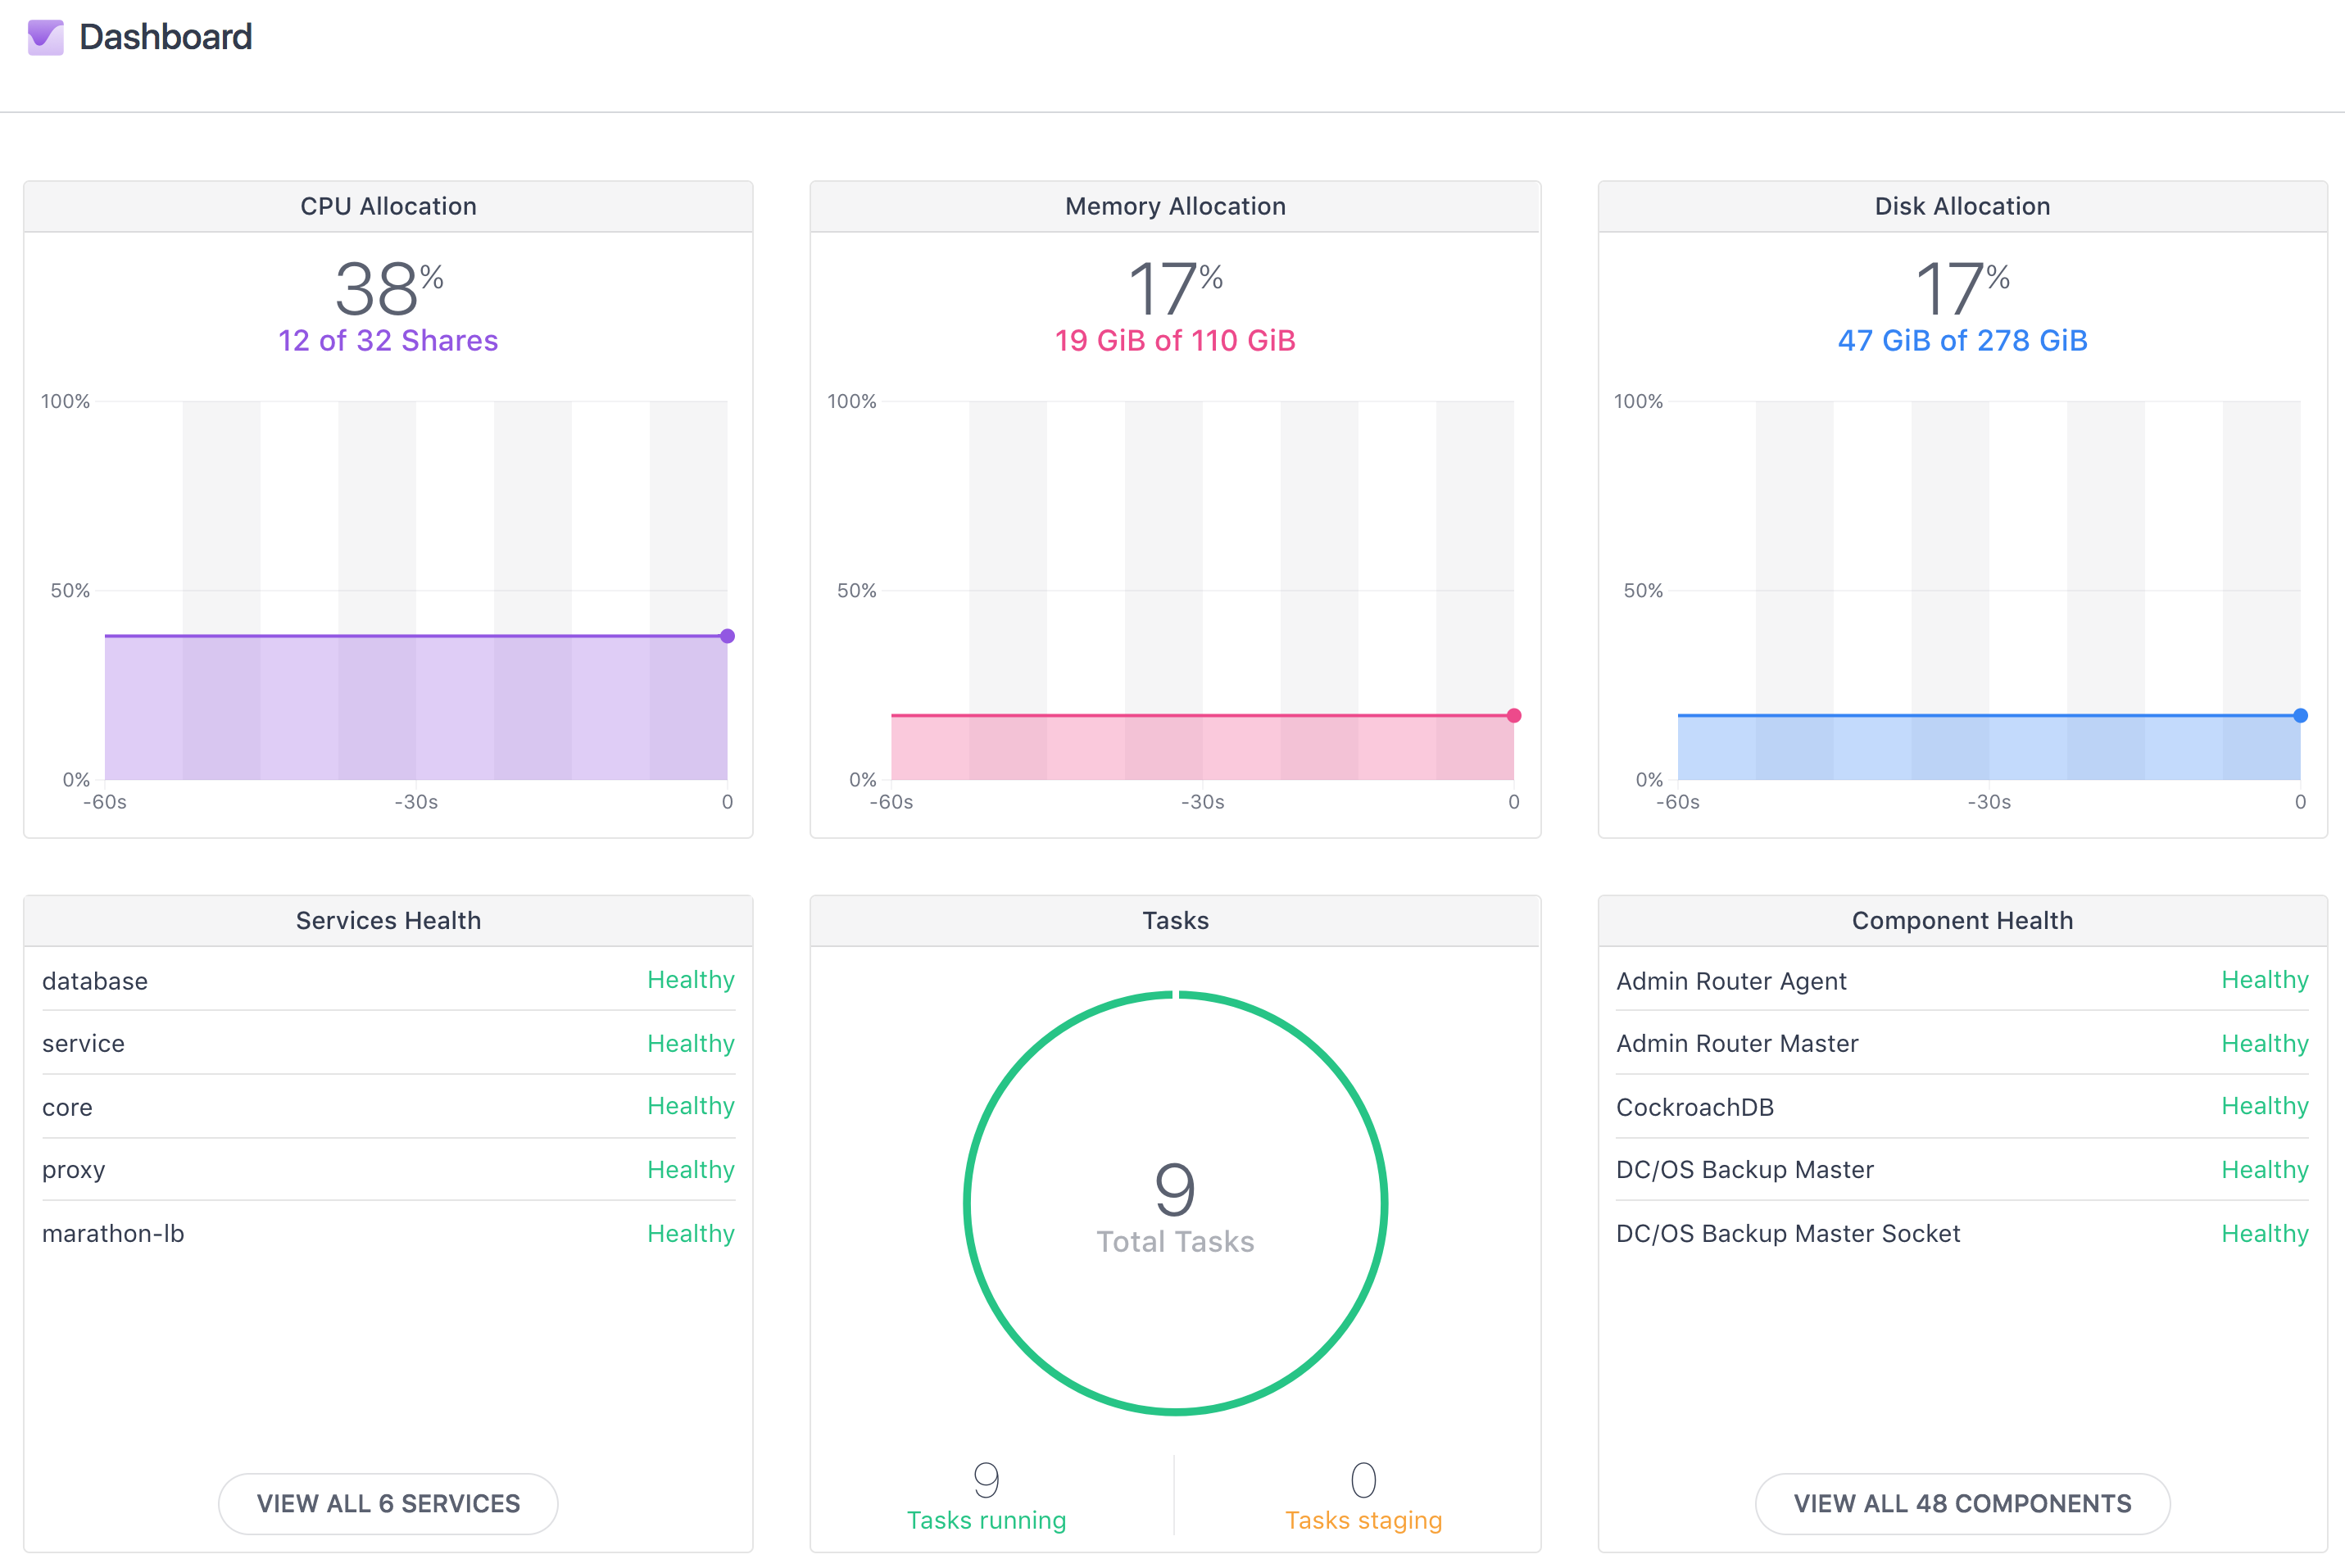 Dashboard
CPU Allocation
38%
12 of 32 Shares
100%
50%
0%
-60s -30s 0
Memory Allocation
17%
19 GiB of 110 GiB
100%
50%
0%
-60s -30s 0
Disk Allocation
17%
47 GiB of 278 GiB
100%
50%
0%
-60s -30s 0
Services Health
database Healthy
service Healthy
core Healthy
proxy Healthy
marathon-lb Healthy
VIEW ALL 6 SERVICES
Tasks
9
Total Tasks
9
Tasks running
0
Tasks staging
Component Health
Admin Router Agent Healthy
Admin Router Master Healthy
CockroachDB Healthy
DC/OS Backup Master Healthy
DC/OS Backup Master Socket Healthy
VIEW ALL 48 COMPONENTS